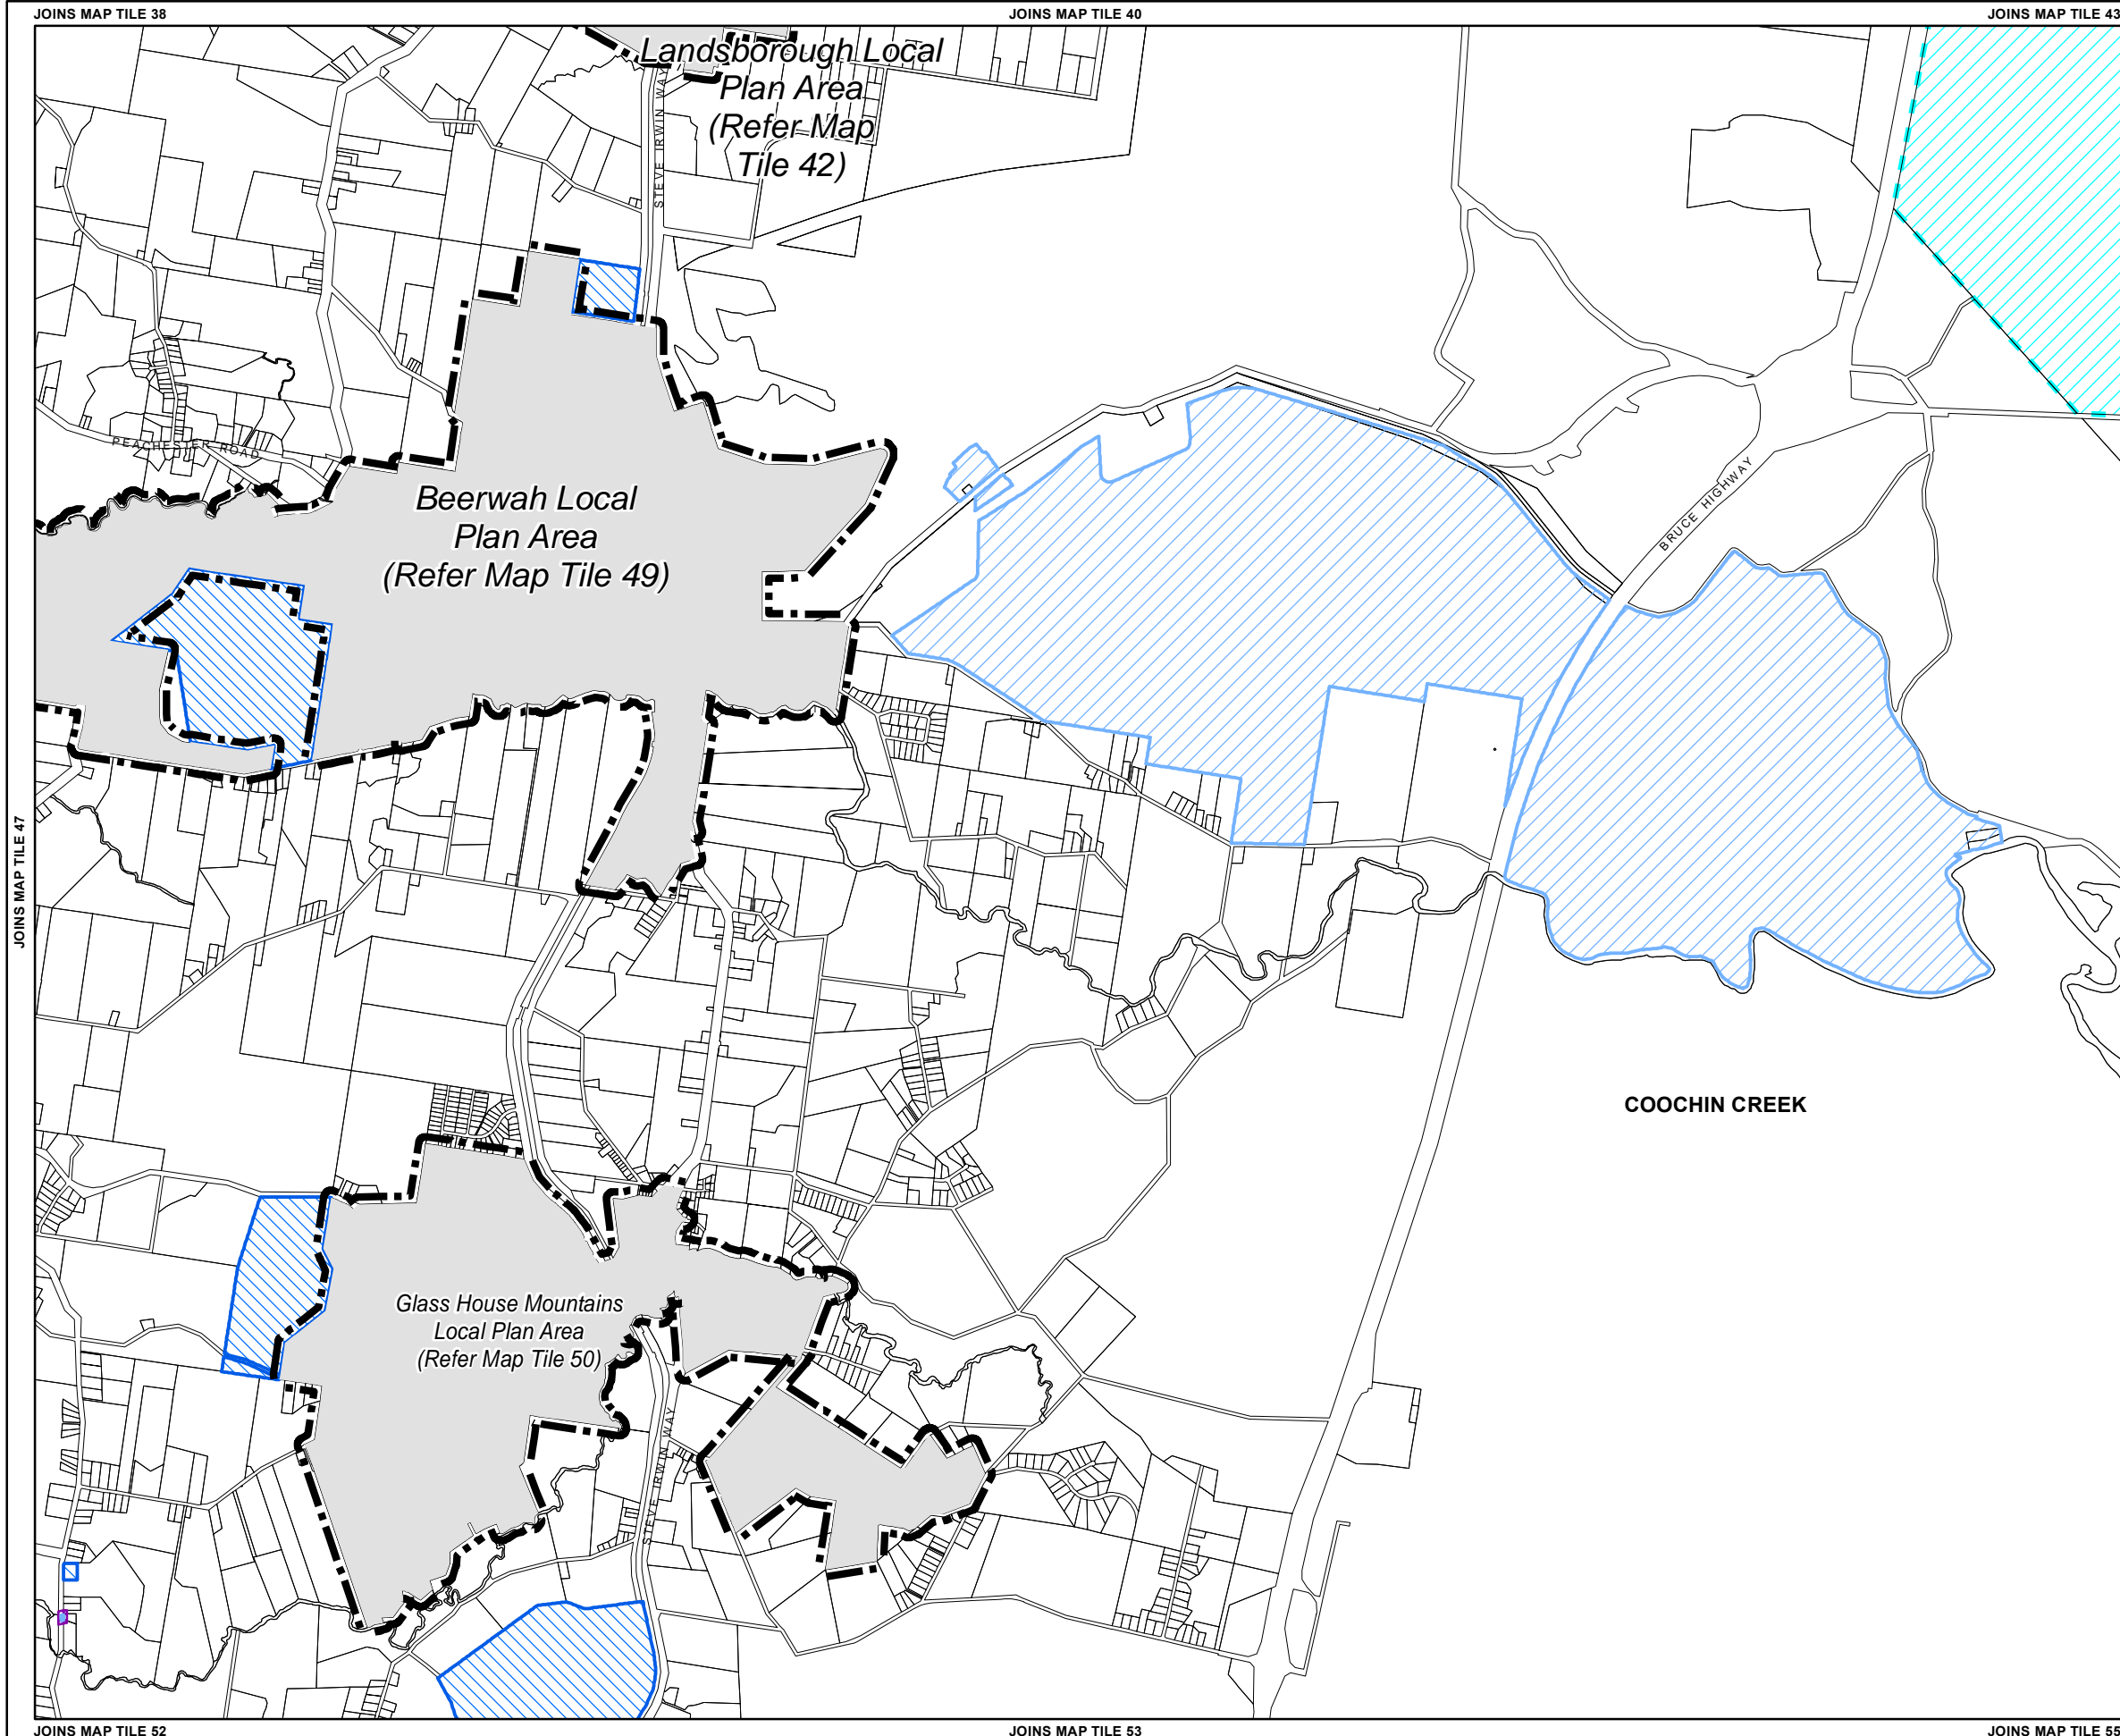 JOINS MAP TILE 38
JOINS MAP TILE 40
JOINS MAP TILE 43
Landsborough Local
Plan Area
(Refer Map
Tile 42)
STEVE IRWIN WAY
PEACHESTER ROAD
Beerwah Local
Plan Area
(Refer Map Tile 49)
BRUCE HIGHWAY
JOINS MAP TILE 47
COOCHIN CREEK
Glass House Mountains
Local Plan Area
(Refer Map Tile 50)
STEVE IRWIN WAY
JOINS MAP TILE 52
JOINS MAP TILE 53
JOINS MAP TILE 55